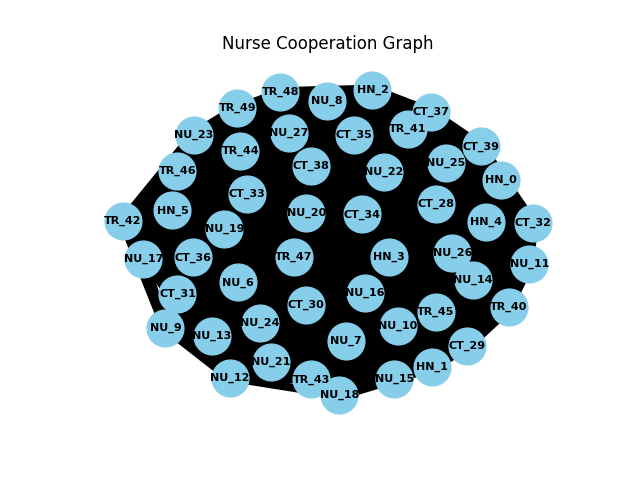 Nurse Cooperation Graph
TR_48
HN_2
NU_8
TR_49
CT_37
TR_41
NU_23
NU_27
CT_35
CT_39
TR_44
NU_25
CT_38
TR_46
NU_22
HN_0
CT_33
CT_28
HN_5
NU_20
CT_34
TR_42
HN_4
CT_32
NU_19
NU_26
NU_17
CT_36
TR_47
HN_3
NU_11
NU_14
NU_6
CT_31
NU_16
CT_30
TR_40
TR_45
NU_24
NU_10
NU_9
NU_13
NU_7
CT_29
NU_21
HN_1
NU_12
TR_43
NU_15
NU_18